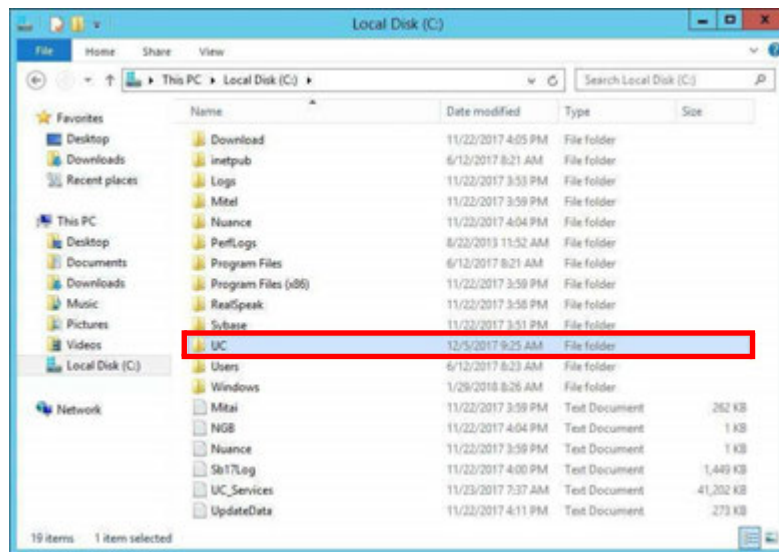 Local Disk (C:)
File Home Share View
This PC Local Disk (C:) Search Local Disk (C:)
Name Date modified Type Size
Favorites
Desktop
Downloads
Recent places
This PC
Desktop
Documents
Downloads
Music
Pictures
Videos
Local Disk (C:)
Network
Download 11/22/2017 4:05 PM File folder
inetpub 6/12/2017 8:21 AM File folder
Logs 11/22/2017 3:53 PM File folder
Mitel 11/22/2017 3:59 PM File folder
Nuance 11/22/2017 4:04 PM File folder
PerfLogs 8/22/2013 11:52 AM File folder
Program Files 6/12/2017 8:21 AM File folder
Program Files (x86) 11/22/2017 3:59 PM File folder
RealSpeak 11/22/2017 3:58 PM File folder
Sybase 11/22/2017 3:51 PM File folder
UC 12/5/2017 9:25 AM File folder
Users 6/12/2017 8:23 AM File folder
Windows 1/29/2018 8:26 AM File folder
Mitai 11/22/2017 3:59 PM Text Document 262 KB
NGB 11/22/2017 4:04 PM Text Document 1 KB
Nuance 11/22/2017 3:59 PM Text Document 1 KB
Sb17Log 11/22/2017 4:00 PM Text Document 1,449 KB
UC_Services 11/23/2017 7:37 AM Text Document 41,202 KB
UpdateData 11/22/2017 4:11 PM Text Document 273 KB
19 items 1 item selected